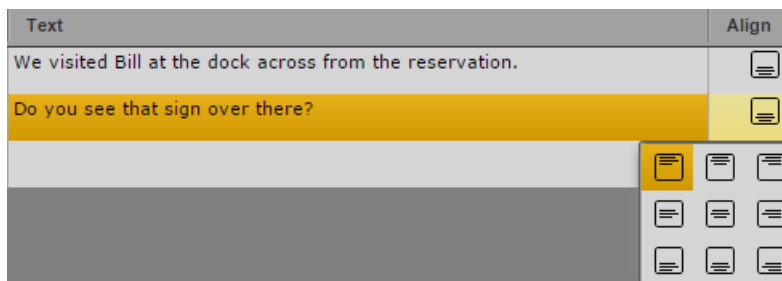 Text Align
We visited Bill at the dock across from the reservation.
Do you see that sign over there?